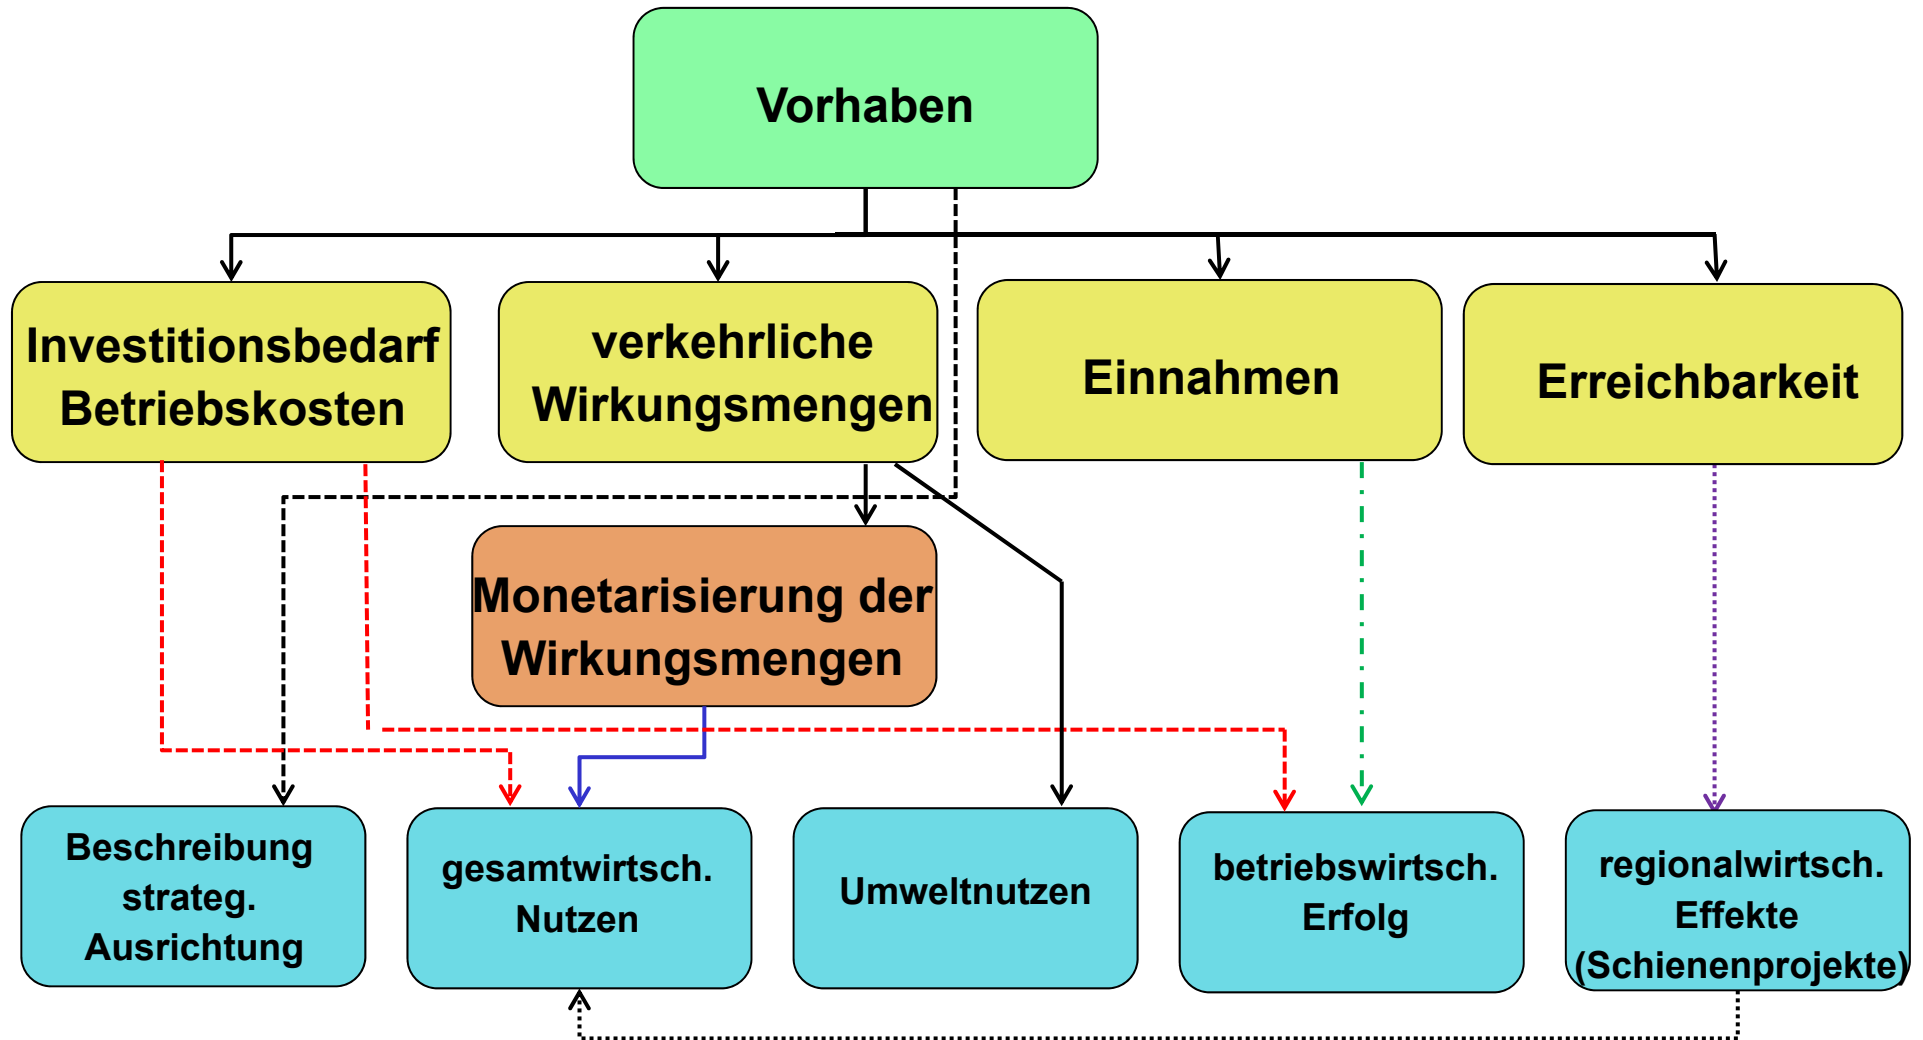 Vorhaben
Investitionsbedarf
Betriebskosten
verkehrliche
Wirkungsmengen
Einnahmen
Erreichbarkeit
Monetarisierung der
Wirkungsmengen
Beschreibung
strateg.
Ausrichtung
gesamtwirtsch.
Nutzen
Umweltnutzen
betriebswirtsch.
Erfolg
regionalwirtsch.
Effekte
(Schienenprojekte)